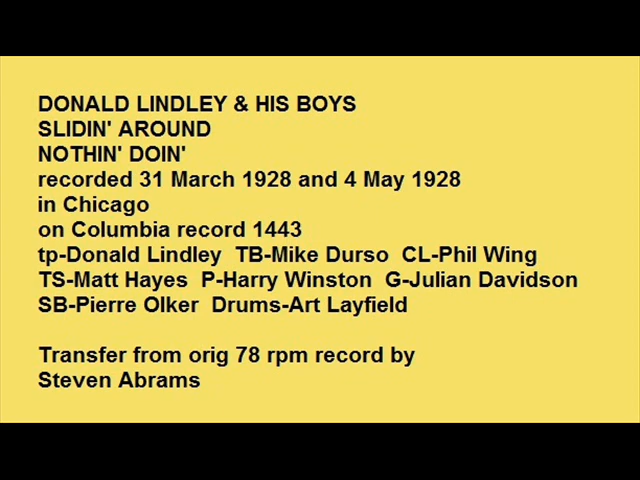 DONALD LINDLEY & HIS BOYS
SLIDIN' AROUND
NOTHIN' DOIN'
recorded 31 March 1928 and 4 May 1928
in Chicago
on Columbia record 1443
tp-Donald Lindley  TB-Mike Durso  CL-Phil Wing
TS-Matt Hayes  P-Harry Winston  G-Julian Davidson
SB-Pierre Olker  Drums-Art Layfield
Transfer from orig 78 rpm record by
Steven Abrams